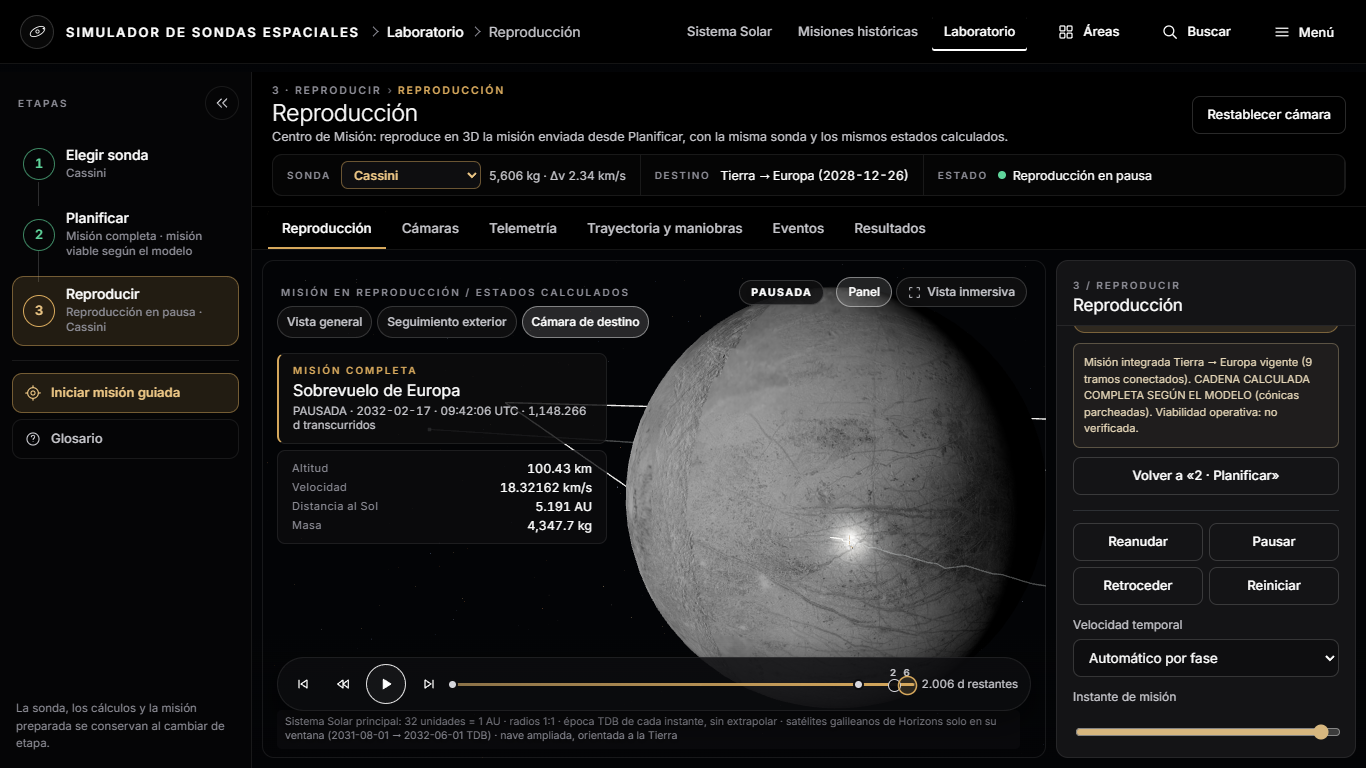 SIMULADOR DE SONDAS ESPACIALES > Laboratorio > Reproducción
Sistema Solar
Misiones históricas
Laboratorio
Áreas
Buscar
Menú
ETAPAS
1
Elegir sonda
Cassini
2
Planificar
Misión completa · misión
viable según el modelo
3
Reproducir
Reproducción en pausa ·
Cassini
Iniciar misión guiada
Glosario
La sonda, los cálculos y la misión
preparada se conservan al cambiar de
etapa.
3 · REPRODUCIR › REPRODUCCIÓN
Reproducción
Centro de Misión: reproduce en 3D la misión enviada desde Planificar, con la misma sonda y los mismos estados calculados.
Restablecer cámara
SONDA Cassini 5,606 kg · Δv 2.34 km/s
DESTINO Tierra → Europa (2028-12-26)
ESTADO Reproducción en pausa
Reproducción
Cámaras
Telemetría
Trayectoria y maniobras
Eventos
Resultados
MISIÓN EN REPRODUCCIÓN / ESTADOS CALCULADOS
PAUSADA
Panel
Vista inmersiva
Vista general
Seguimiento exterior
Cámara de destino
MISIÓN COMPLETA
Sobrevuelo de Europa
PAUSADA · 2032-02-17 · 09:42:06 UTC · 1,148.266
d transcurridos
Altitud 100.43 km
Velocidad 18.32162 km/s
Distancia al Sol 5.191 AU
Masa 4,347.7 kg
2 6
2.006 d restantes
Sistema Solar principal: 32 unidades = 1 AU · radios 1:1 · época TDB de cada instante, sin extrapolar · satélites galileanos de Horizons solo en su
ventana (2031-08-01 → 2032-06-01 TDB) · nave ampliada, orientada a la Tierra
3 / REPRODUCIR
Reproducción
Misión integrada Tierra → Europa vigente (9
tramos conectados). CADENA CALCULADA
COMPLETA SEGÚN EL MODELO (cónicas
parcheadas). Viabilidad operativa: no
verificada.
Volver a «2 · Planificar»
Reanudar
Pausar
Retroceder
Reiniciar
Velocidad temporal
Automático por fase
Instante de misión